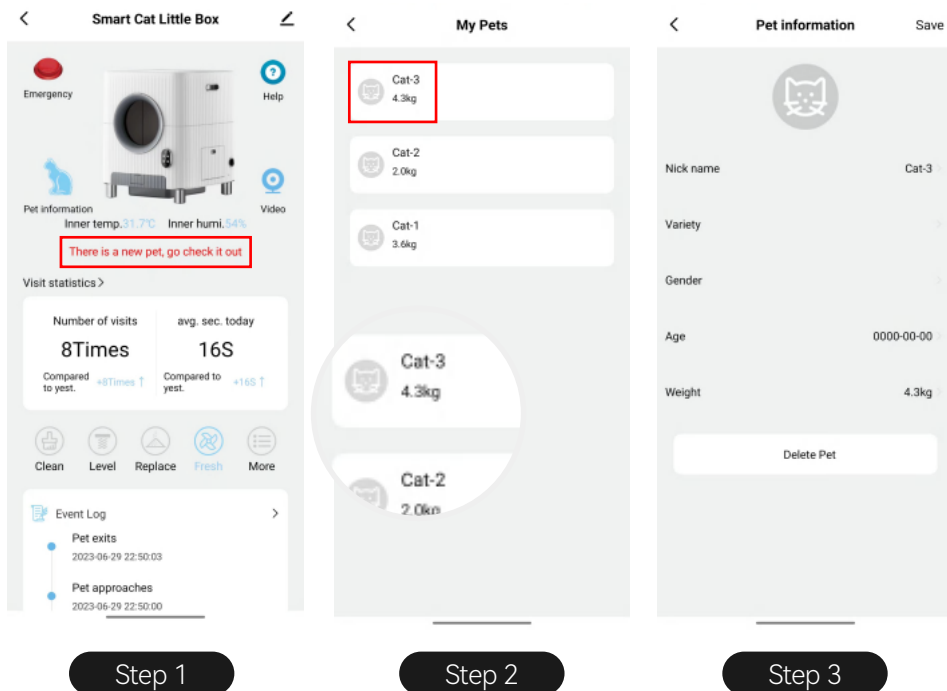 Smart Cat Little Box
Emergency
Help
Pet information
Video
Inner temp.31.7°C Inner humi.54%
There is a new pet, go check it out
Visit statistics >
Number of visits
avg. sec. today
8Times
16S
Compared to yest.
+8Times ↑
Compared to yest.
+16S ↑
Clean
Level
Replace
Fresh
More
Event Log
Pet exits
2023-06-29 22:50:03
Pet approaches
2023-06-29 22:50:00
Step 1
My Pets
Cat-3
4.3kg
Cat-2
2.0kg
Cat-1
3.6kg
Cat-3
4.3kg
Cat-2
2.0kg
Step 2
Pet information
Save
Nick name
Cat-3
Variety
Gender
Age
0000-00-00
Weight
4.3kg
Delete Pet
Step 3